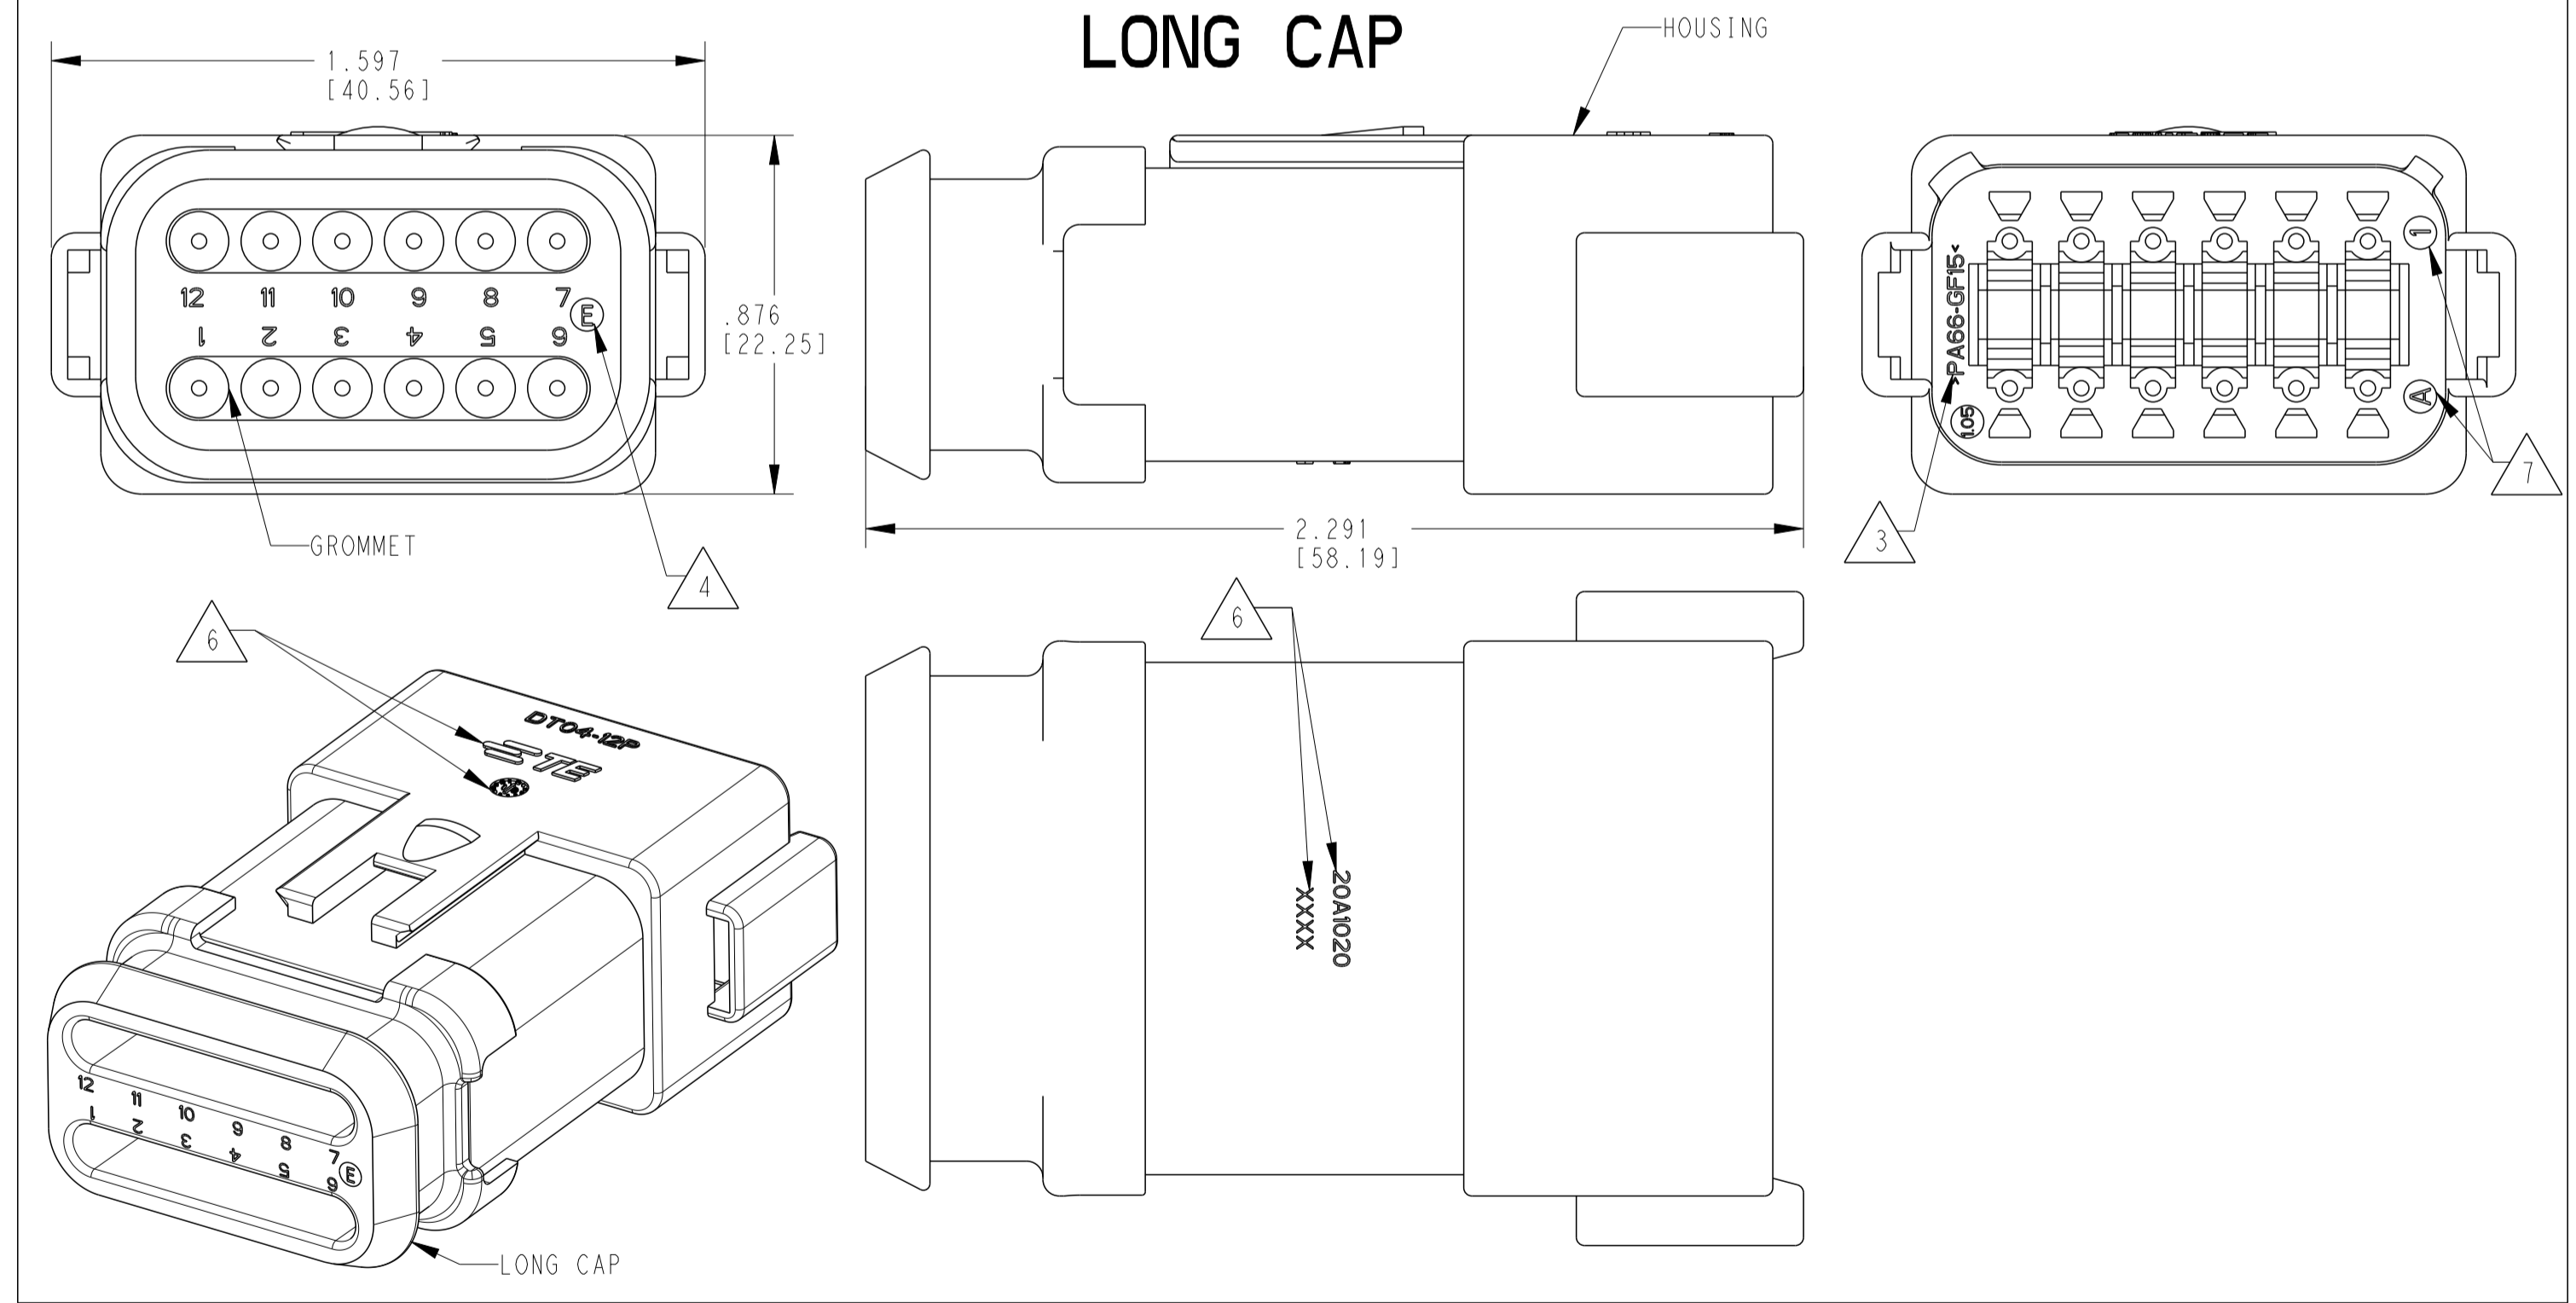 LONG CAP
HOUSING
1.597
[40.56]
12 11 10 9 8 7
E
1 2 3 4 5 6
.876
[22.25]
GROMMET
4
2.291
[58.19]
>PA66-GF15<
1
A
1.05
7
3
6
DT04-12P
TE
12 11 10 9 8 7
1 2 3 4 5 6
E
LONG CAP
6
20A1020
XXXX